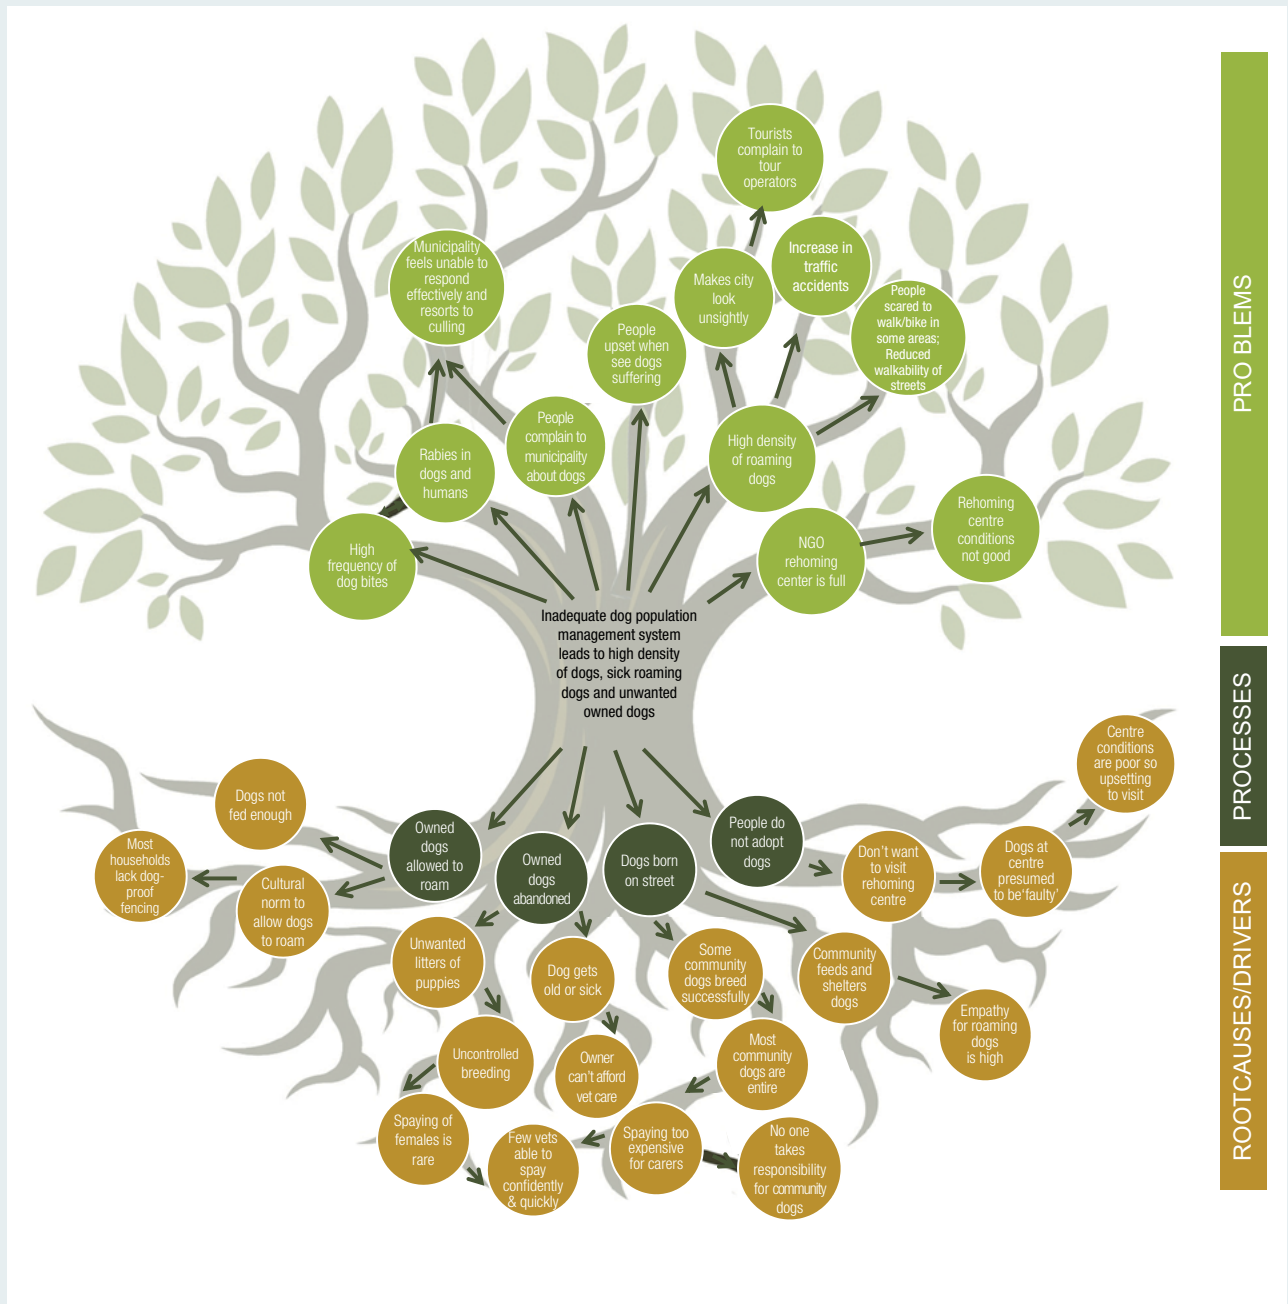 Tourists
complain to
tour
operators
Municipality
feels unable to
respond
effectively and
resorts to
culling
Increase in
traffic
accidents
Makes city
look
unsightly
People
scared to
walk/bike in
some areas;
Reduced
walkability of
streets
People
upset when
see dogs
suffering
People
complain to
municipality
about dogs
High density
of roaming
dogs
Rabies in
dogs and
humans
Rehoming
centre
conditions
not good
NGO
rehoming
center is full
High
frequency of
dog bites
PRO BLEMS
Inadequate dog population
management system
leads to high density
of dogs, sick roaming
dogs and unwanted
owned dogs
PROCESSES
Centre
conditions
are poor so
upsetting
to visit
Dogs not
fed enough
Owned
dogs
allowed to
roam
Owned
dogs
abandoned
Dogs born
on street
People do
not adopt
dogs
Most
households
lack dog-
proof
fencing
Cultural
norm to
allow dogs
to roam
Don't want
to visit
rehoming
centre
Dogs at
centre
presumed
to be'faulty'
Unwanted
litters of
puppies
Dog gets
old or sick
Some
community
dogs breed
successfully
Community
feeds and
shelters
dogs
Empathy
for roaming
dogs
is high
Uncontrolled
breeding
Owner
can't afford
vet care
Most
community
dogs are
entire
Spaying of
females is
rare
Few vets
able to
spay
confidently
& quickly
Spaying too
expensive
for carers
No one
takes
responsibility
for community
dogs
ROOTCAUSES/DRIVERS